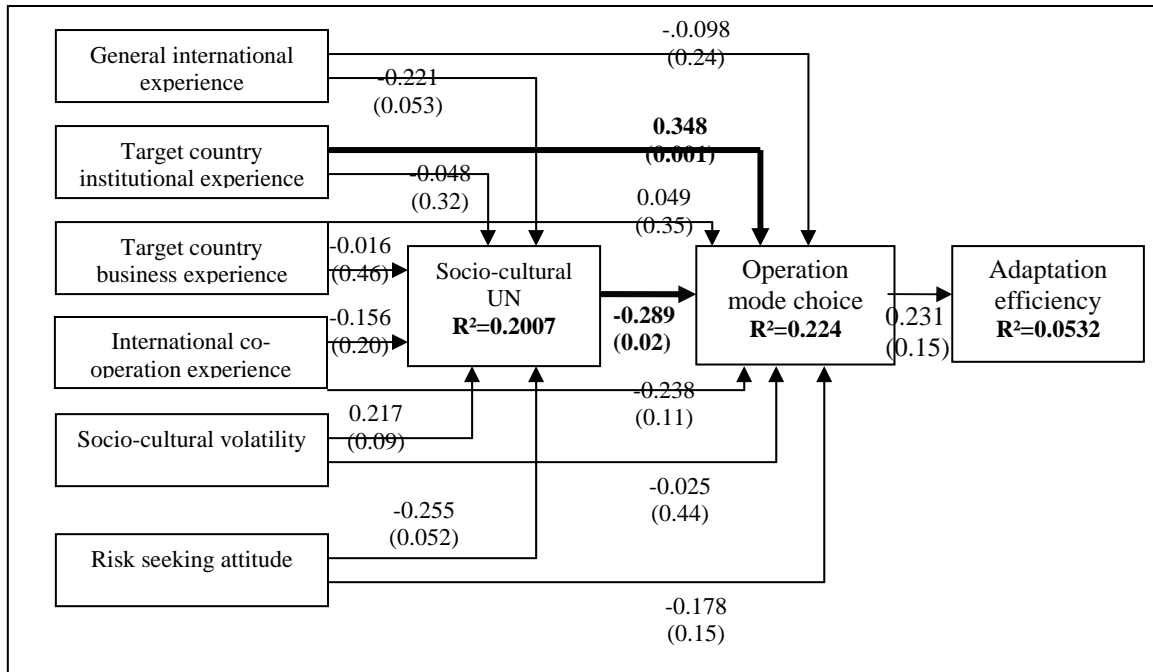 -.0.098
(0.24)
General international
experience
-0.221
(0.053)
0.348
(0.001)
Target country
institutional experience
-0.048
(0.32)
0.049
(0.35)
Target country
business experience
-0.016
(0.46)
Socio-cultural
UN
R²=0.2007
Operation
mode choice
R²=0.224
Adaptation
efficiency
R²=0.0532
-0.289
(0.02)
0.231
(0.15)
International co-
operation experience
-0.156
(0.20)
-0.238
(0.11)
Socio-cultural volatility
0.217
(0.09)
-0.025
(0.44)
-0.255
(0.052)
Risk seeking attitude
-0.178
(0.15)